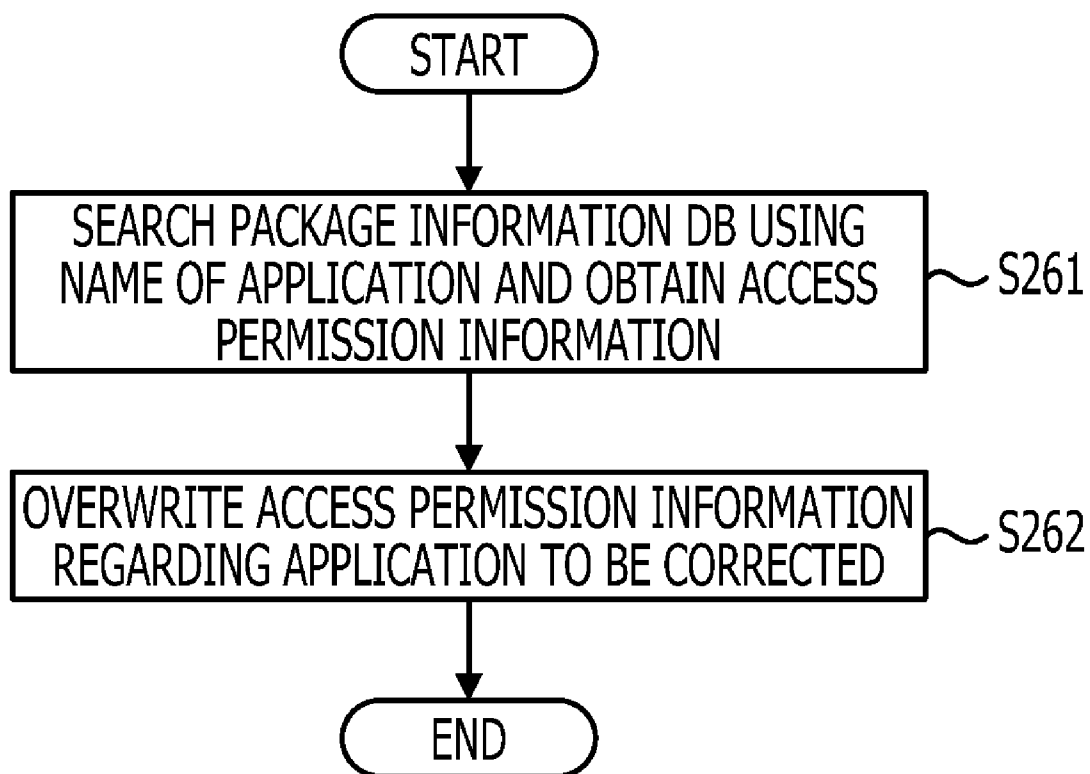 START
SEARCH PACKAGE INFORMATION DB USING
NAME OF APPLICATION AND OBTAIN ACCESS
PERMISSION INFORMATION
S261
OVERWRITE ACCESS PERMISSION INFORMATION
REGARDING APPLICATION TO BE CORRECTED
S262
END